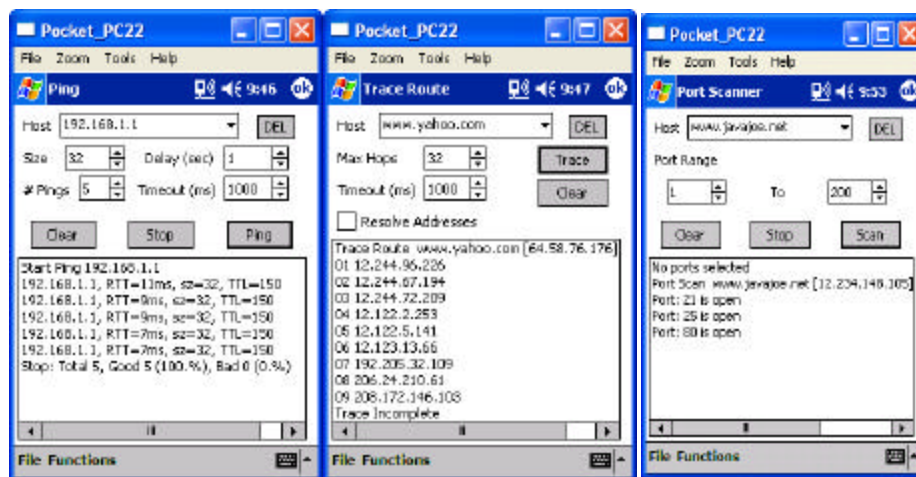 Pocket_PC22
File Zoom Tools Help
Ping 9:46 ok
Host 192.168.1.1 DEL
Size 32 Delay (sec) 1
# Pings 5 Timeout (ms) 1000
Clear Stop Ping
Start Ping 192.168.1.1
192.168.1.1, RTT=11ms, sz=32, TTL=150
192.168.1.1, RTT=9ms, sz=32, TTL=150
192.168.1.1, RTT=9ms, sz=32, TTL=150
192.168.1.1, RTT=7ms, sz=32, TTL=150
192.168.1.1, RTT=7ms, sz=32, TTL=150
Stop: Total 5, Good 5 (100.%), Bad 0 (0.%)
File Functions
Pocket_PC22
File Zoom Tools Help
Trace Route 9:47 ok
Host www.yahoo.com DEL
Max Hops 32 Trace
Timeout (ms) 1000 Clear
Resolve Addresses
Trace Route www.yahoo.com [64.58.76.176]
01 12.244.96.226
02 12.244.67.194
03 12.244.72.209
04 12.122.2.253
05 12.122.5.141
06 12.123.13.66
07 192.205.32.109
08 206.24.210.61
09 208.172.146.103
Trace Incomplete
File Functions
Pocket_PC22
File Zoom Tools Help
Port Scanner 9:53 ok
Host www.javajoe.net DEL
Port Range
1 To 200
Clear Stop Scan
No ports selected
Port Scan www.javajoe.net [12.234.148.105]
Port: 21 is open
Port: 25 is open
Port: 80 is open
File Functions